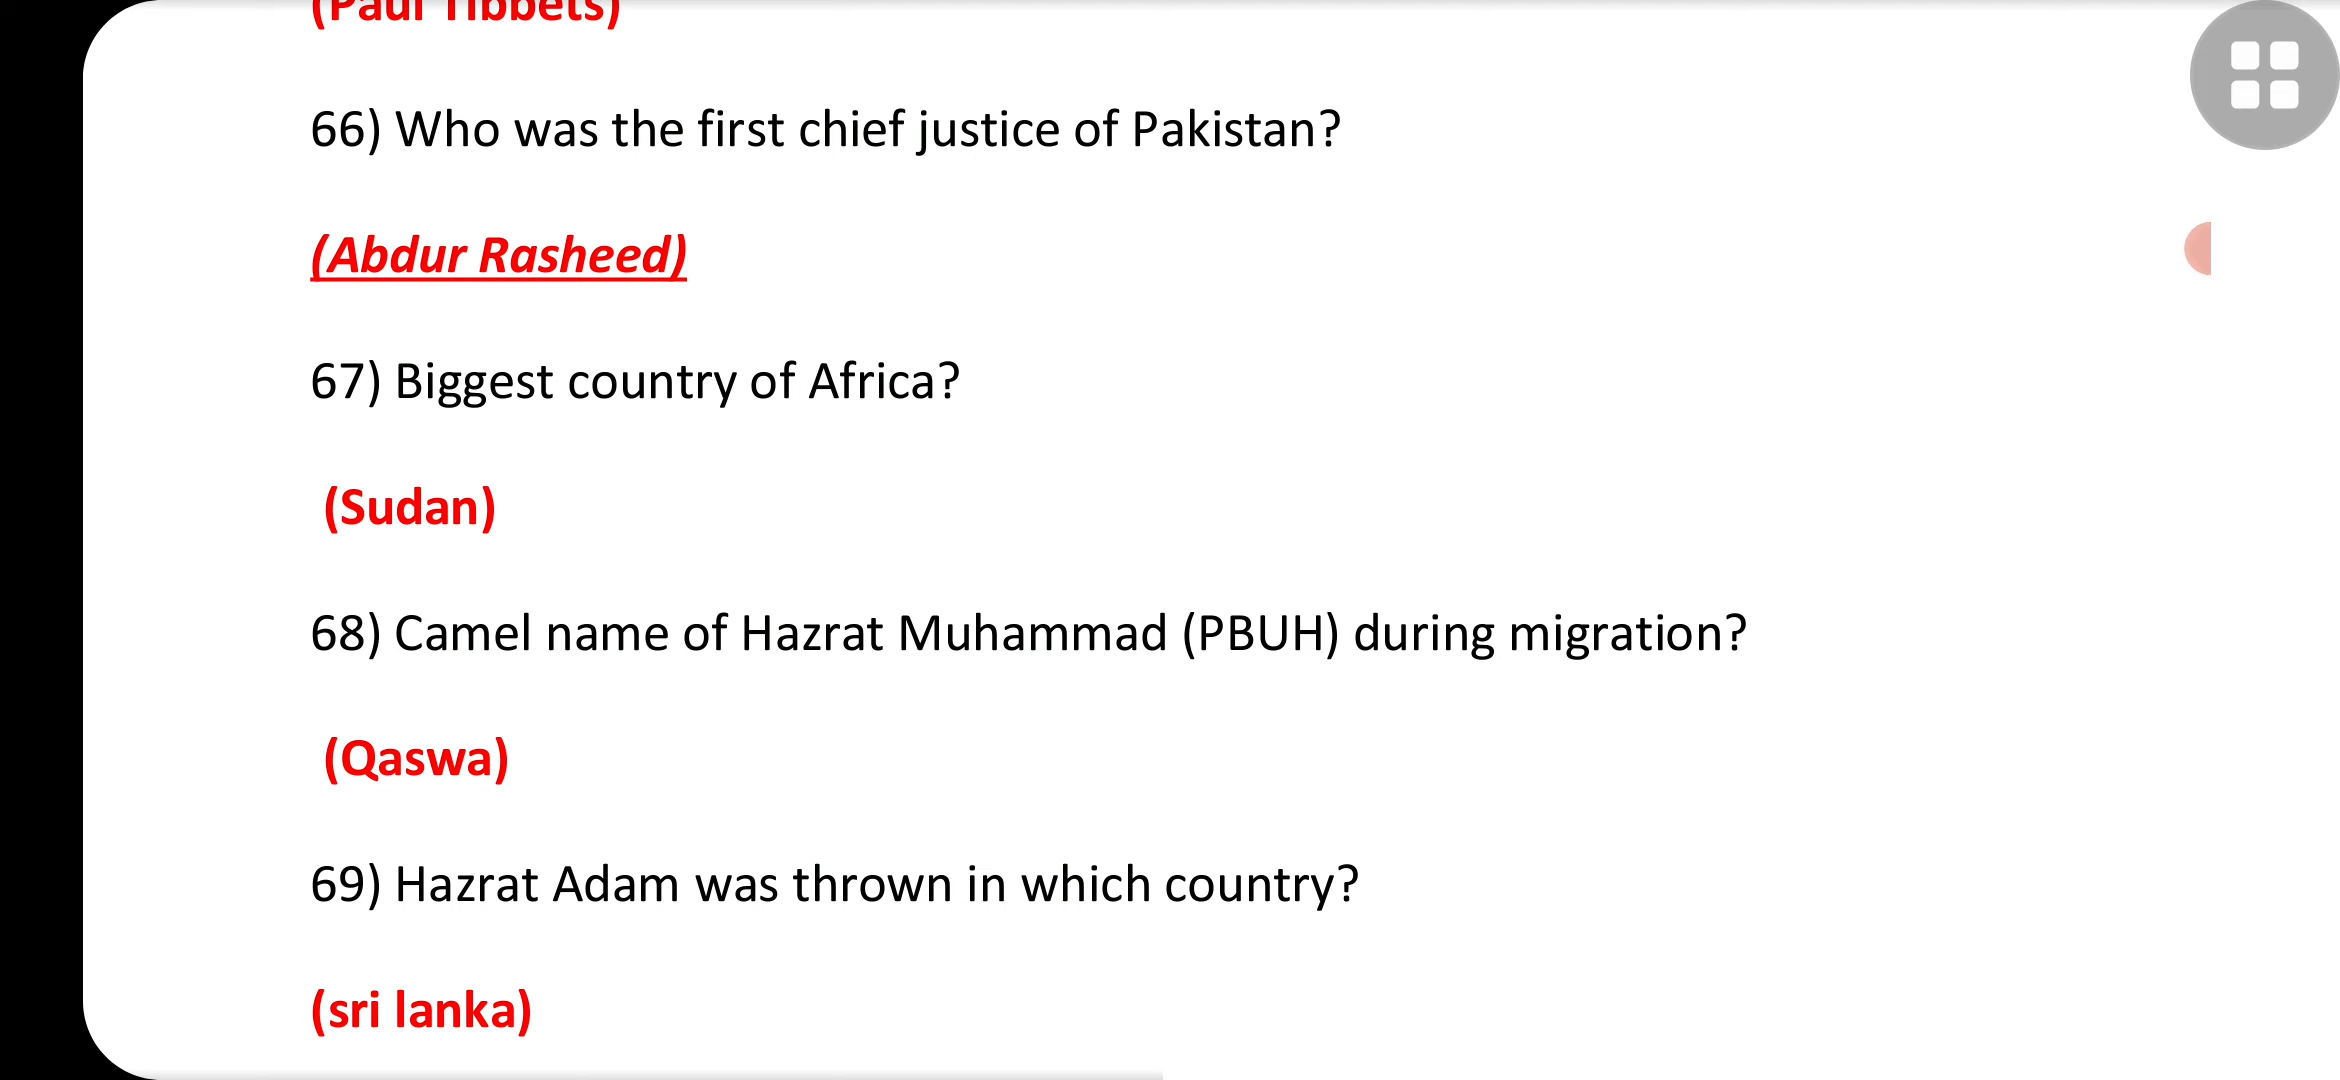 (Paul Tibbets)
66) Who was the first chief justice of Pakistan?
(Abdur Rasheed)
67) Biggest country of Africa?
(Sudan)
68) Camel name of Hazrat Muhammad (PBUH) during migration?
(Qaswa)
69) Hazrat Adam was thrown in which country?
(sri lanka)